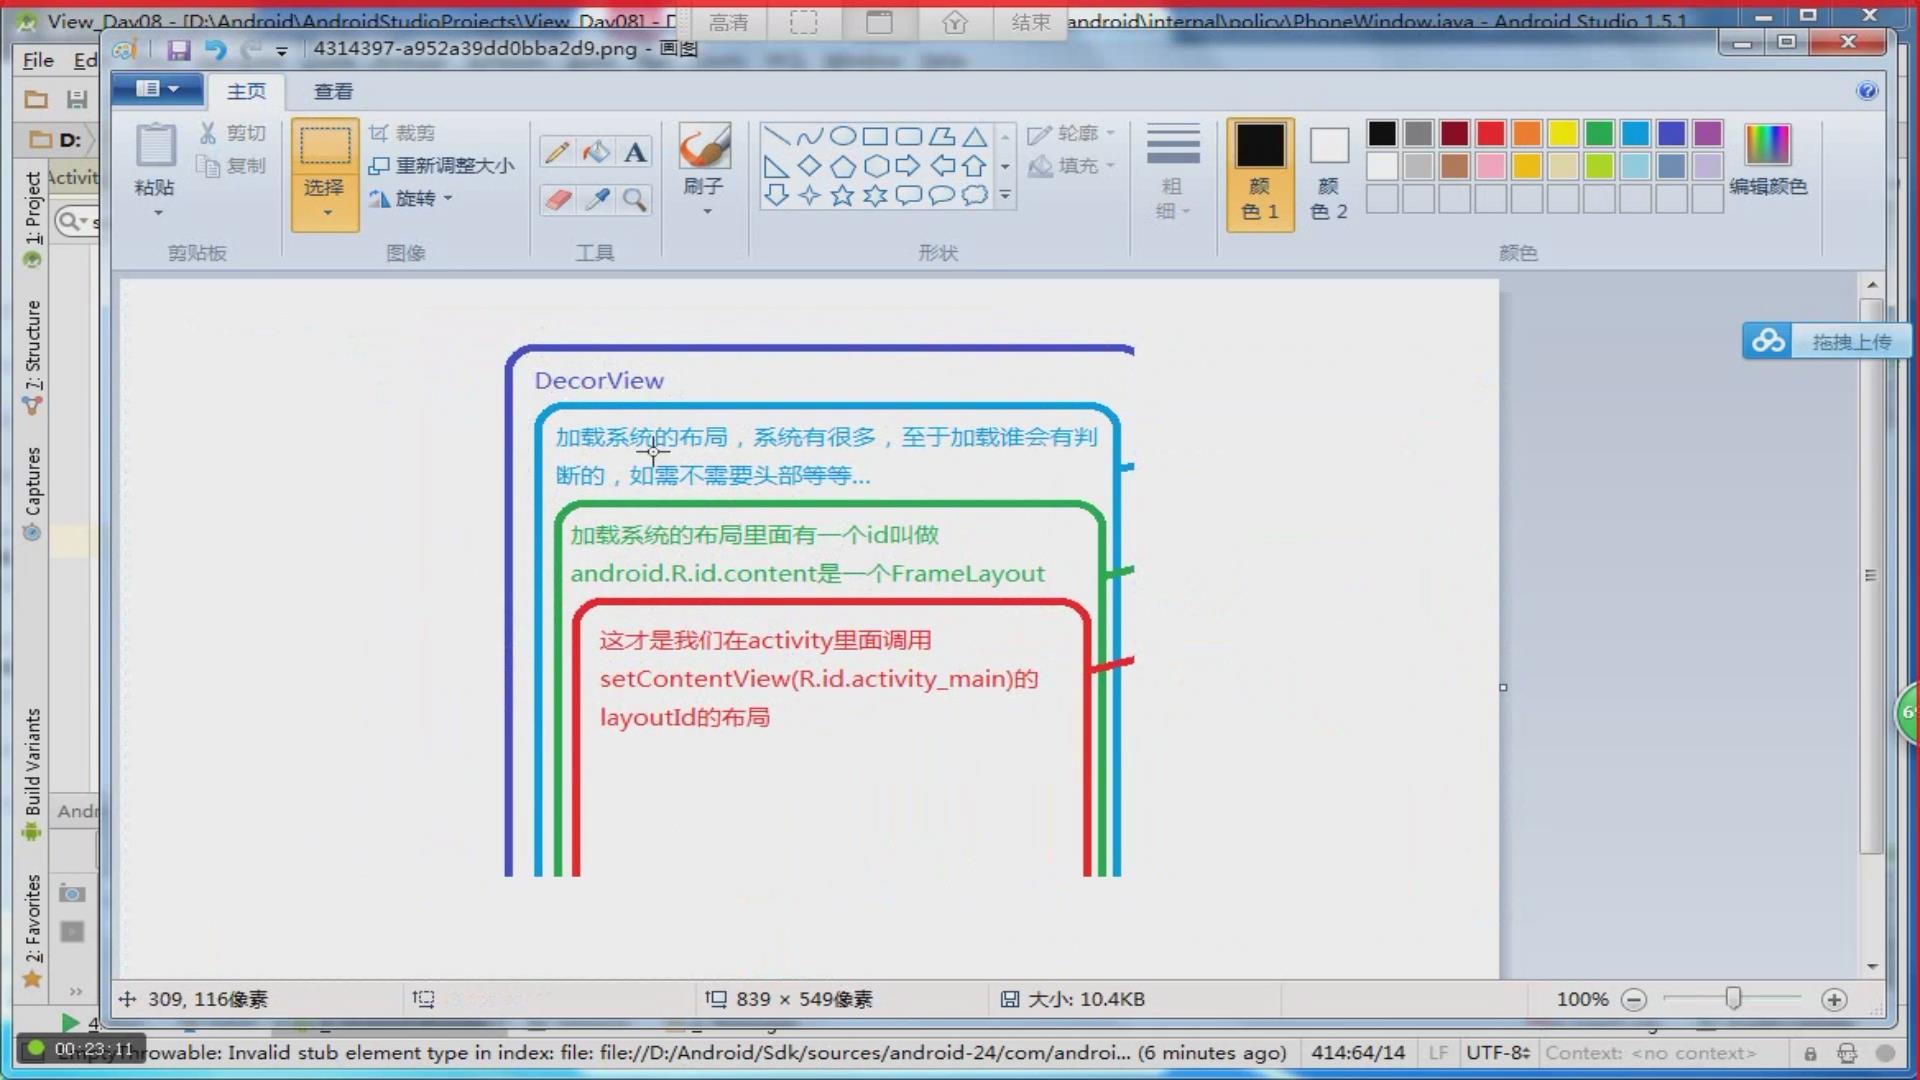 View_Day08 - [D:\Android\AndroidStudioProjects\View_Day08] - [
高清
结束
android\internal\policy\PhoneWindow.java - Android Studio 1.5.1
File Ed
4314397-a952a39dd0bba2d9.png - 画图
主页
查看
D:
粘贴
剪切
复制
剪贴板
选择
裁剪
重新调整大小
旋转
图像
A
工具
刷子
轮廓
填充
形状
粗
细
颜
色 1
颜
色 2
编辑颜色
颜色
Activit
s
1: Project
7: Structure
Captures
Build Variants
2: Favorites
Andr
DecorView
加载系统的布局，系统有很多，至于加载谁会有判
断的，如需不需要头部等等...
加载系统的布局里面有一个id叫做
android.R.id.content是一个FrameLayout
这才是我们在activity里面调用
setContentView(R.id.activity_main)的
layoutId的布局
拖拽上传
6
309, 116像素
839 × 549像素
大小: 10.4KB
100%
4
00:23:11
Throwable: Invalid stub element type in index: file: file://D:/Android/Sdk/sources/android-24/com/androi... (6 minutes ago)
414:64/14
LF
UTF-8
Context: <no context>